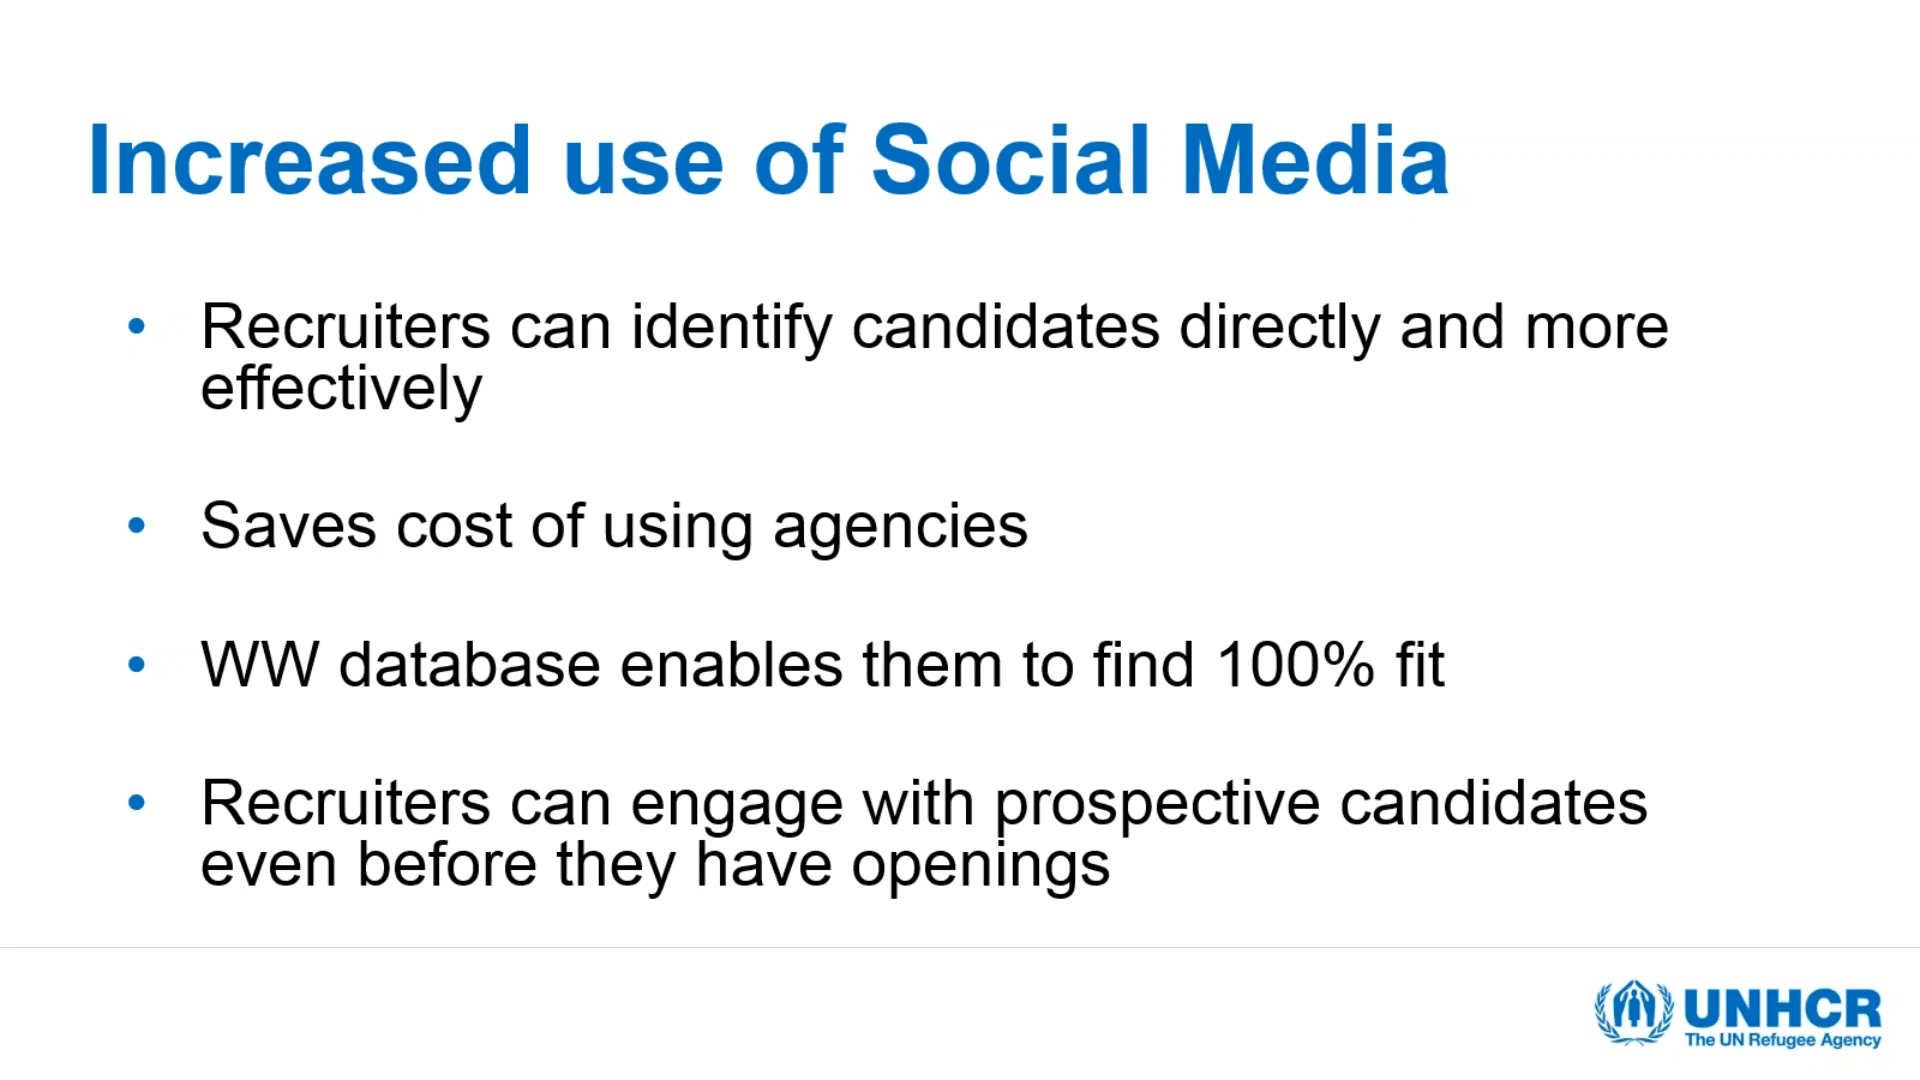 Increased use of Social Media
• Recruiters can identify candidates directly and more
effectively
• Saves cost of using agencies
• WW database enables them to find 100% fit
• Recruiters can engage with prospective candidates
even before they have openings
UNHCR
The UN Refugee Agency